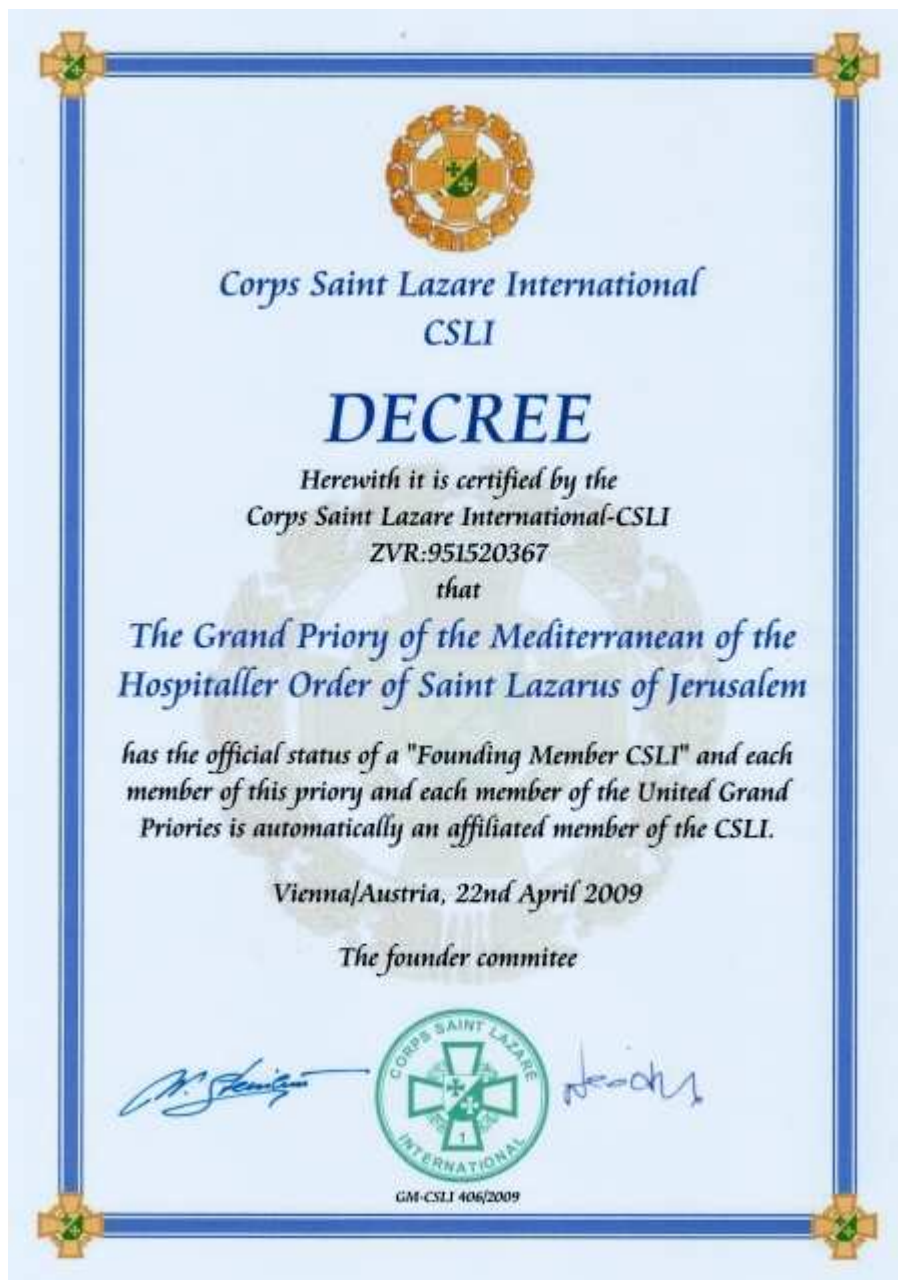 Corps Saint Lazare International
CSLI
DECREE
Herewith it is certified by the
Corps Saint Lazare International-CSLI
ZVR:951520367
that
The Grand Priory of the Mediterranean of the
Hospitaller Order of Saint Lazarus of Jerusalem
has the official status of a "Founding Member CSLI" and each
member of this priory and each member of the United Grand
Priories is automatically an affiliated member of the CSLI.
Vienna/Austria, 22nd April 2009
The founder commitee
CORPS SAINT LAZARE
INTERNATIONAL
1
GM-CSLI 406/2009